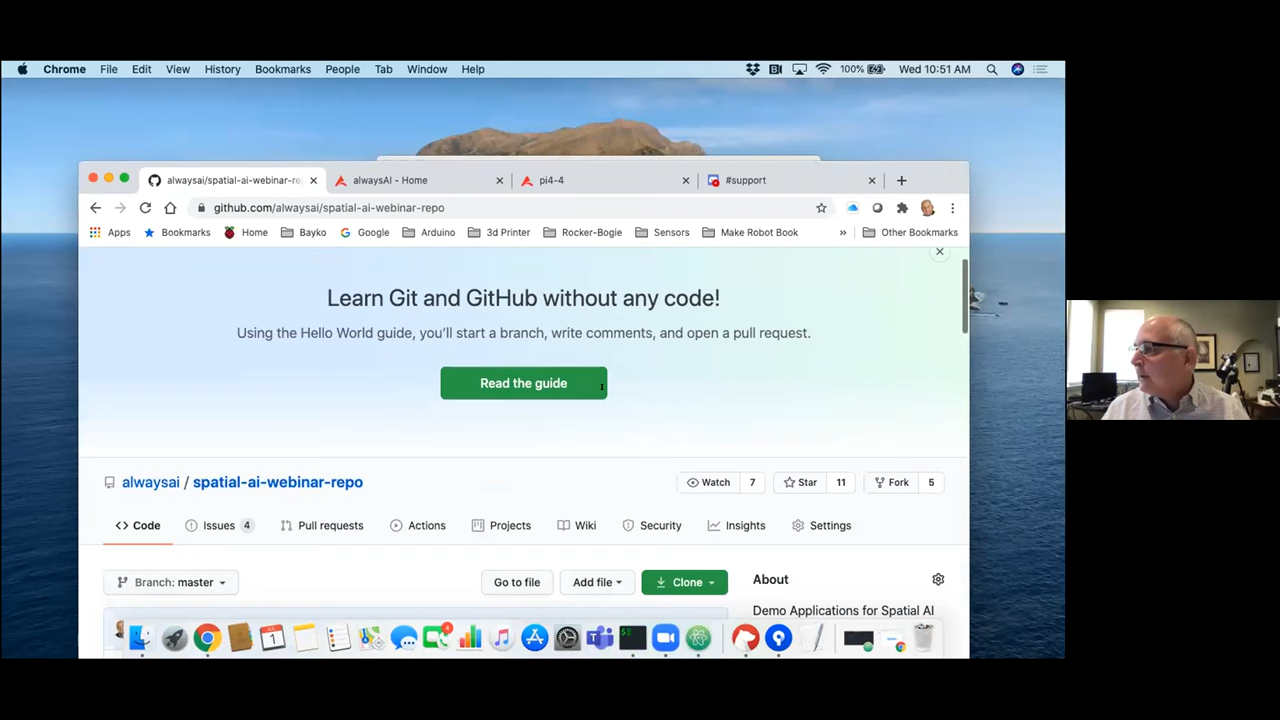 Chrome File Edit View History Bookmarks People Tab Window Help 100% Wed 10:51 AM
alwaysai/spatial-ai-webinar-re alwaysAI - Home pi4-4 #support
github.com/alwaysai/spatial-ai-webinar-repo
Apps Bookmarks Home Bayko Google Arduino 3d Printer Rocker-Bogie Sensors Make Robot Book » Other Bookmarks
Learn Git and GitHub without any code!
Using the Hello World guide, you’ll start a branch, write comments, and open a pull request.
Read the guide
alwaysai / spatial-ai-webinar-repo Watch 7 Star 11 Fork 5
Code Issues 4 Pull requests Actions Projects Wiki Security Insights Settings
Branch: master Go to file Add file Clone About
Demo Applications for Spatial AI